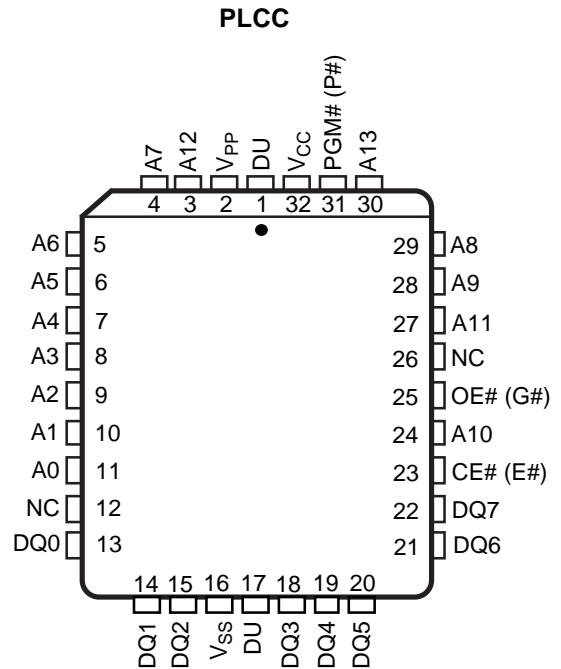 PLCC
A7 A12 VPP DU VCC PGM# (P#) A13
4 3 2 1 32 31 30
A6 5 29 A8
A5 6 28 A9
A4 7 27 A11
A3 8 26 NC
A2 9 25 OE# (G#)
A1 10 24 A10
A0 11 23 CE# (E#)
NC 12 22 DQ7
DQ0 13 21 DQ6
14 15 16 17 18 19 20
DQ1 DQ2 VSS DU DQ3 DQ4 DQ5